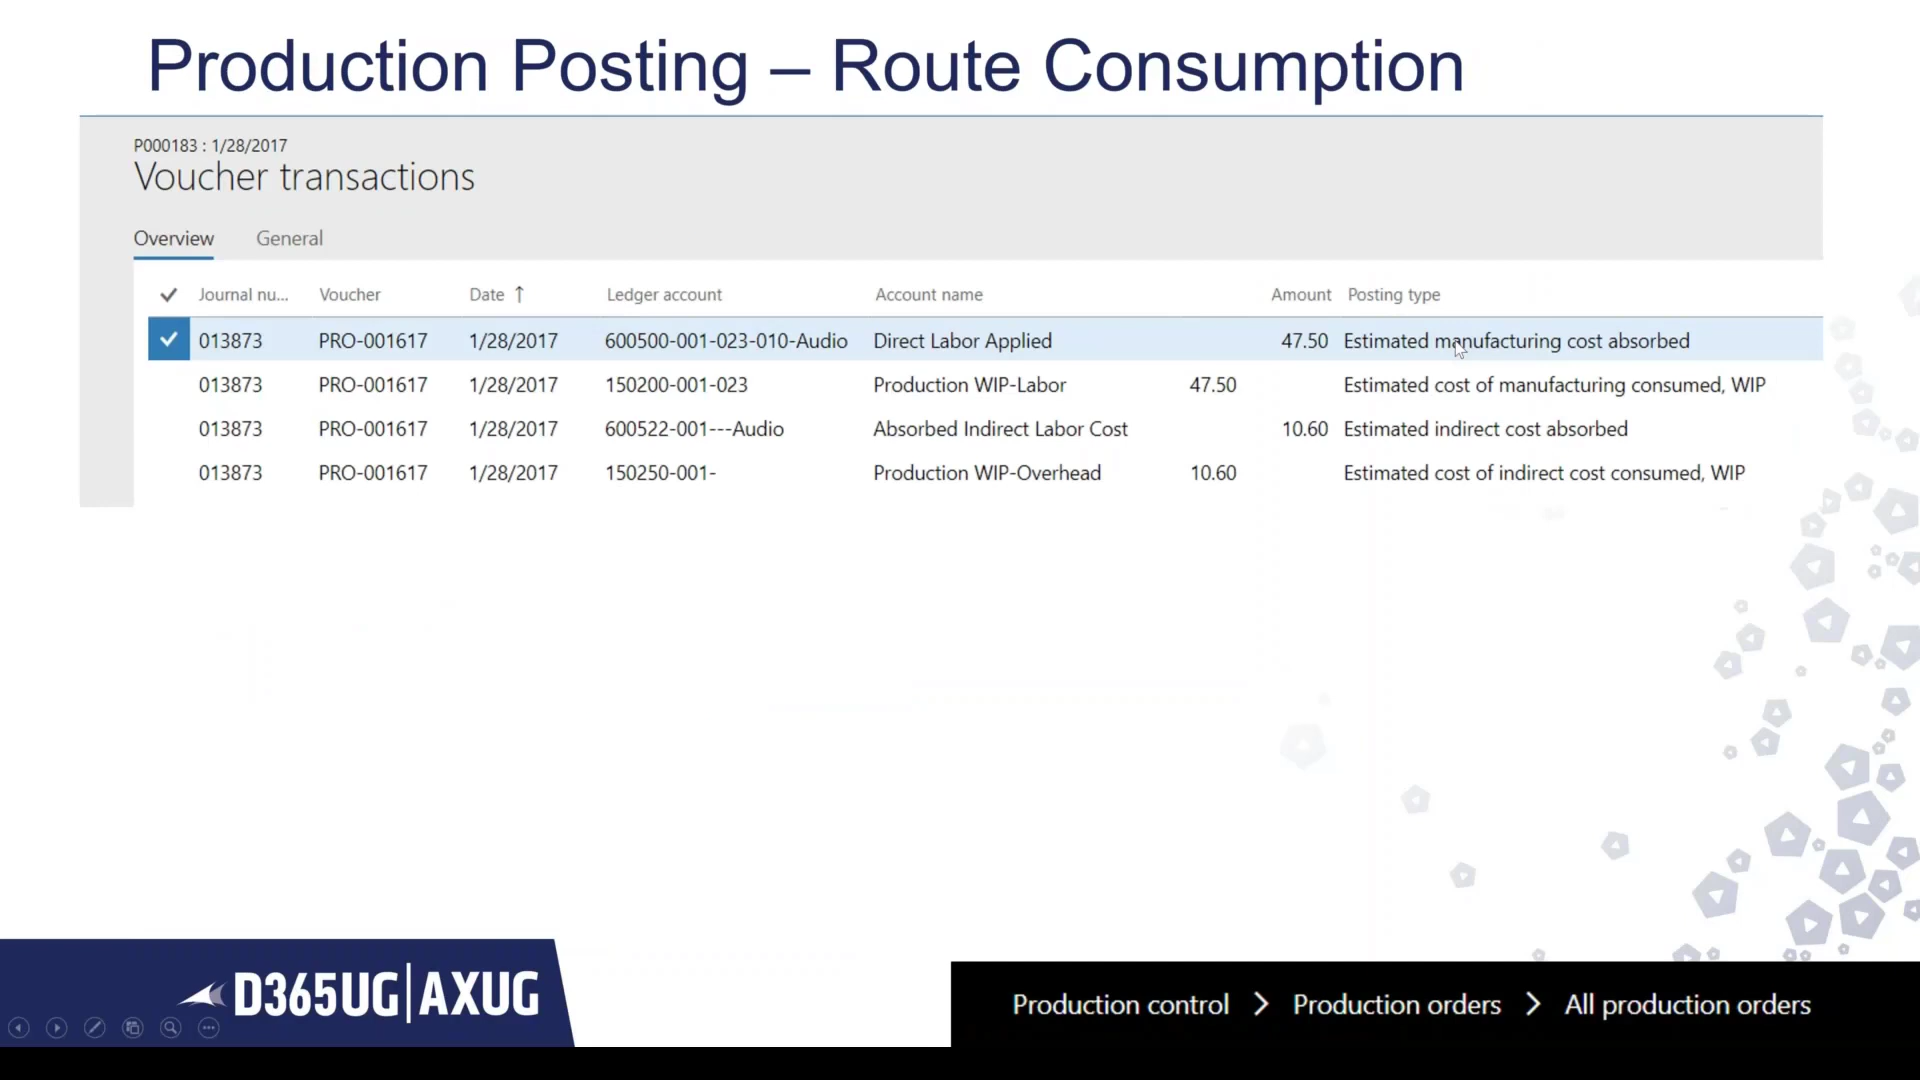 Production Posting – Route Consumption
P000183 : 1/28/2017
Voucher transactions
Overview General
Journal nu... Voucher Date ↑ Ledger account Account name Amount Posting type
013873 PRO-001617 1/28/2017 600500-001-023-010-Audio Direct Labor Applied 47.50 Estimated manufacturing cost absorbed
013873 PRO-001617 1/28/2017 150200-001-023 Production WIP-Labor 47.50 Estimated cost of manufacturing consumed, WIP
013873 PRO-001617 1/28/2017 600522-001---Audio Absorbed Indirect Labor Cost 10.60 Estimated indirect cost absorbed
013873 PRO-001617 1/28/2017 150250-001- Production WIP-Overhead 10.60 Estimated cost of indirect cost consumed, WIP
D365UG|AXUG
Production control > Production orders > All production orders